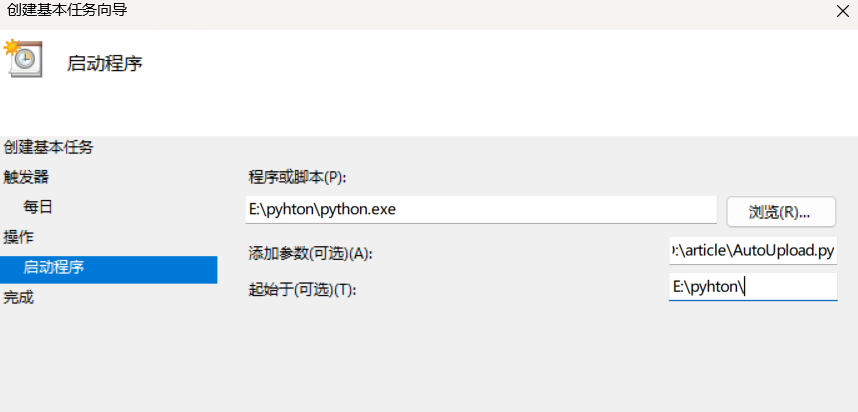 创建基本任务向导
启动程序
创建基本任务
触发器
每日
操作
启动程序
完成
程序或脚本(P):
E:\pyhton\python.exe
浏览(R)...
添加参数(可选)(A):
:\article\AutoUpload.py
起始于(可选)(T):
E:\pyhton\